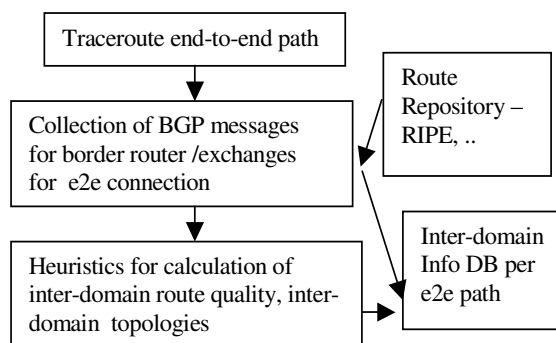 Traceroute end-to-end path
Collection of BGP messages
for border router /exchanges
for e2e connection
Route
Repository –
RIPE, ..
Heuristics for calculation of
inter-domain route quality, inter-
domain topologies
Inter-domain
Info DB per
e2e path